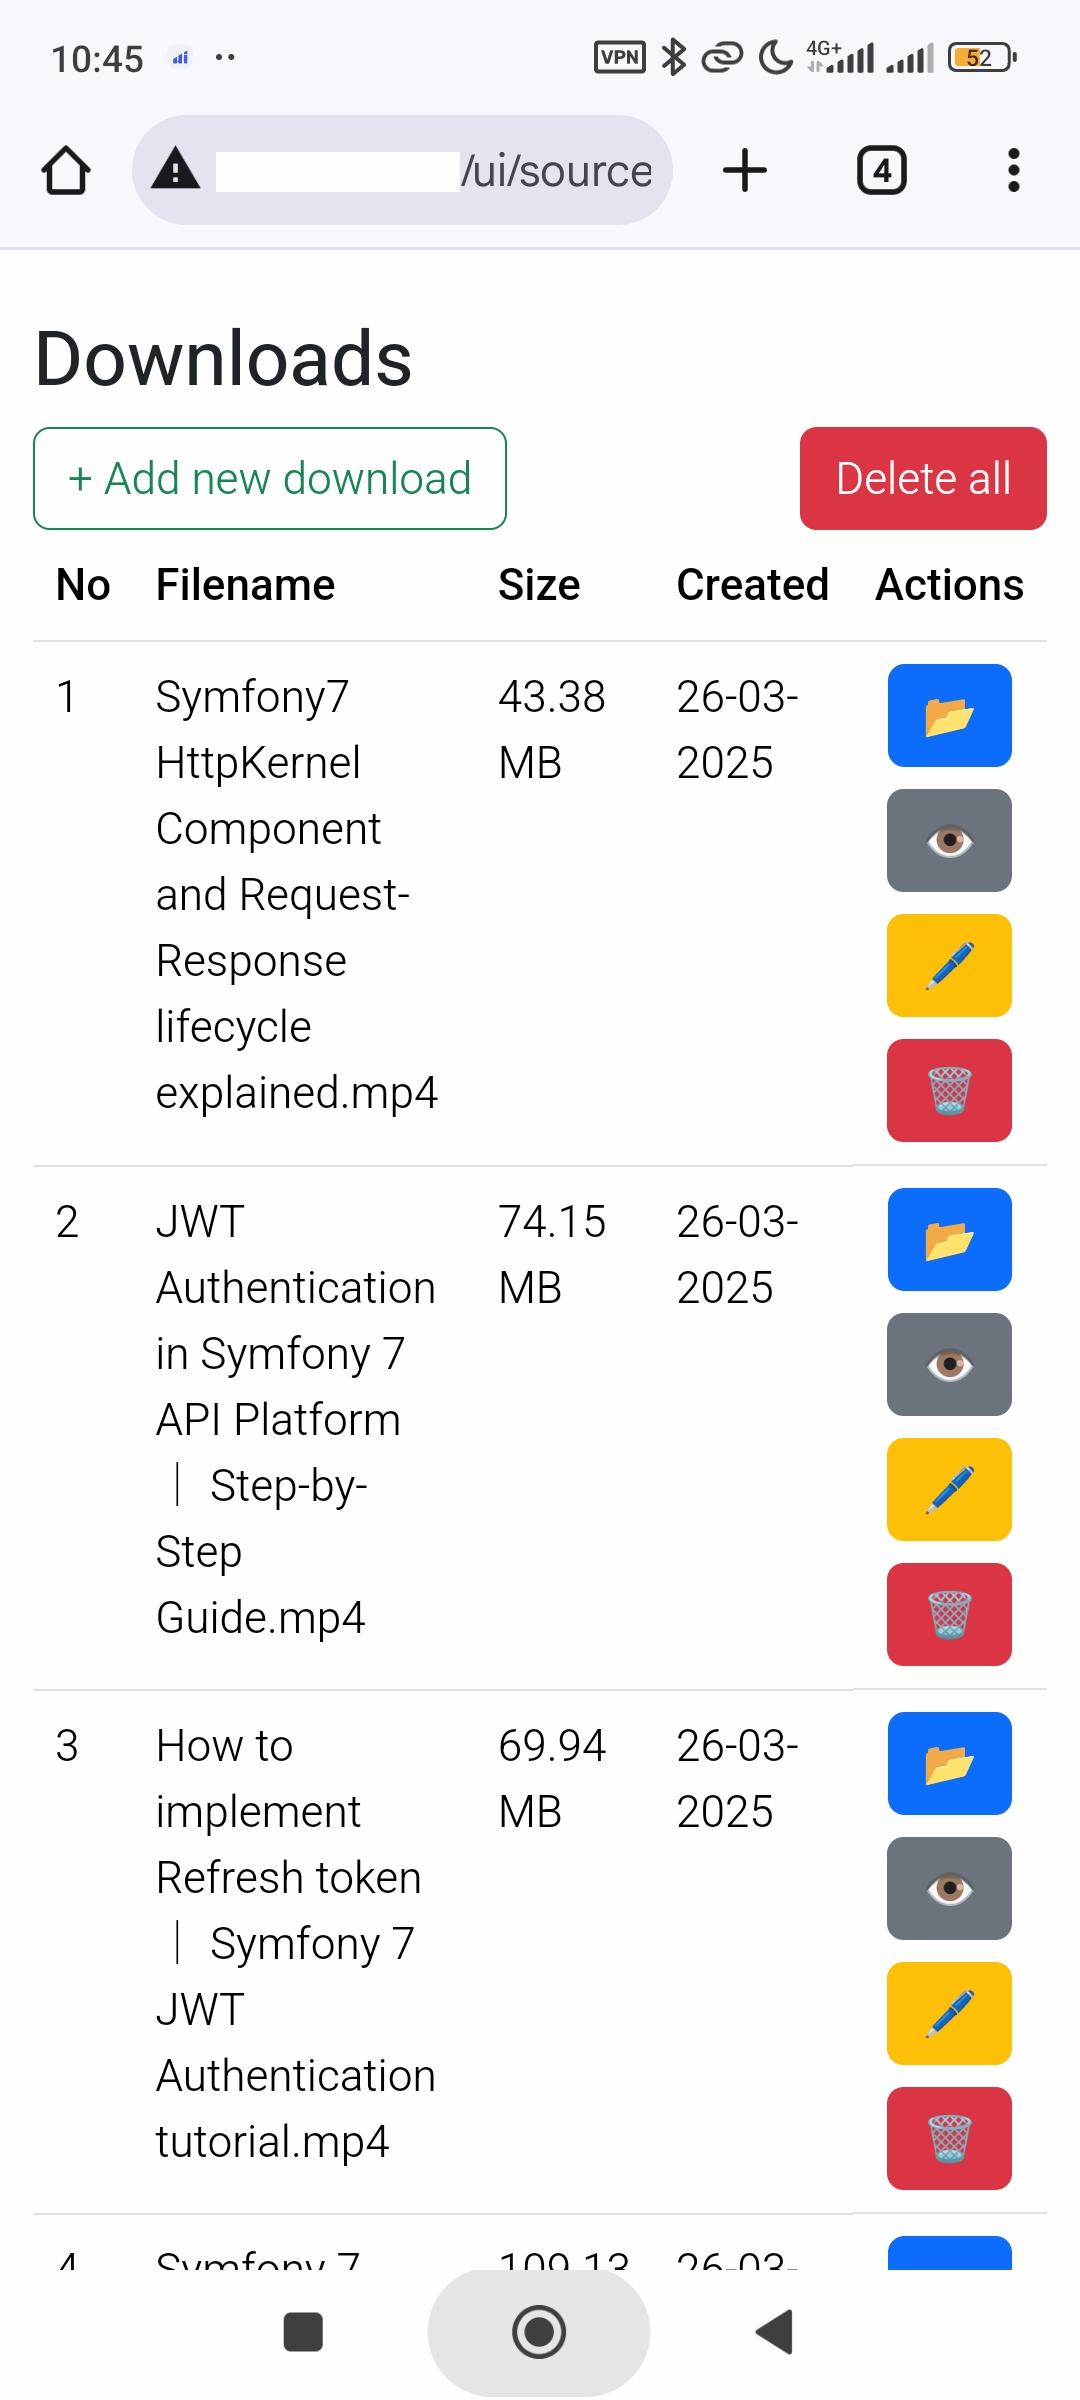 10:45
VPN
4G+
52
/ui/source
4
Downloads
+ Add new download
Delete all
No Filename Size Created Actions
1 Symfony7 43.38 26-03-
HttpKernel MB 2025
Component
and Request-
Response
lifecycle
explained.mp4
2 JWT 74.15 26-03-
Authentication MB 2025
in Symfony 7
API Platform
｜ Step-by-
Step
Guide.mp4
3 How to 69.94 26-03-
implement MB 2025
Refresh token
｜ Symfony 7
JWT
Authentication
tutorial.mp4
4 Symfony 7 109.13 26-03-